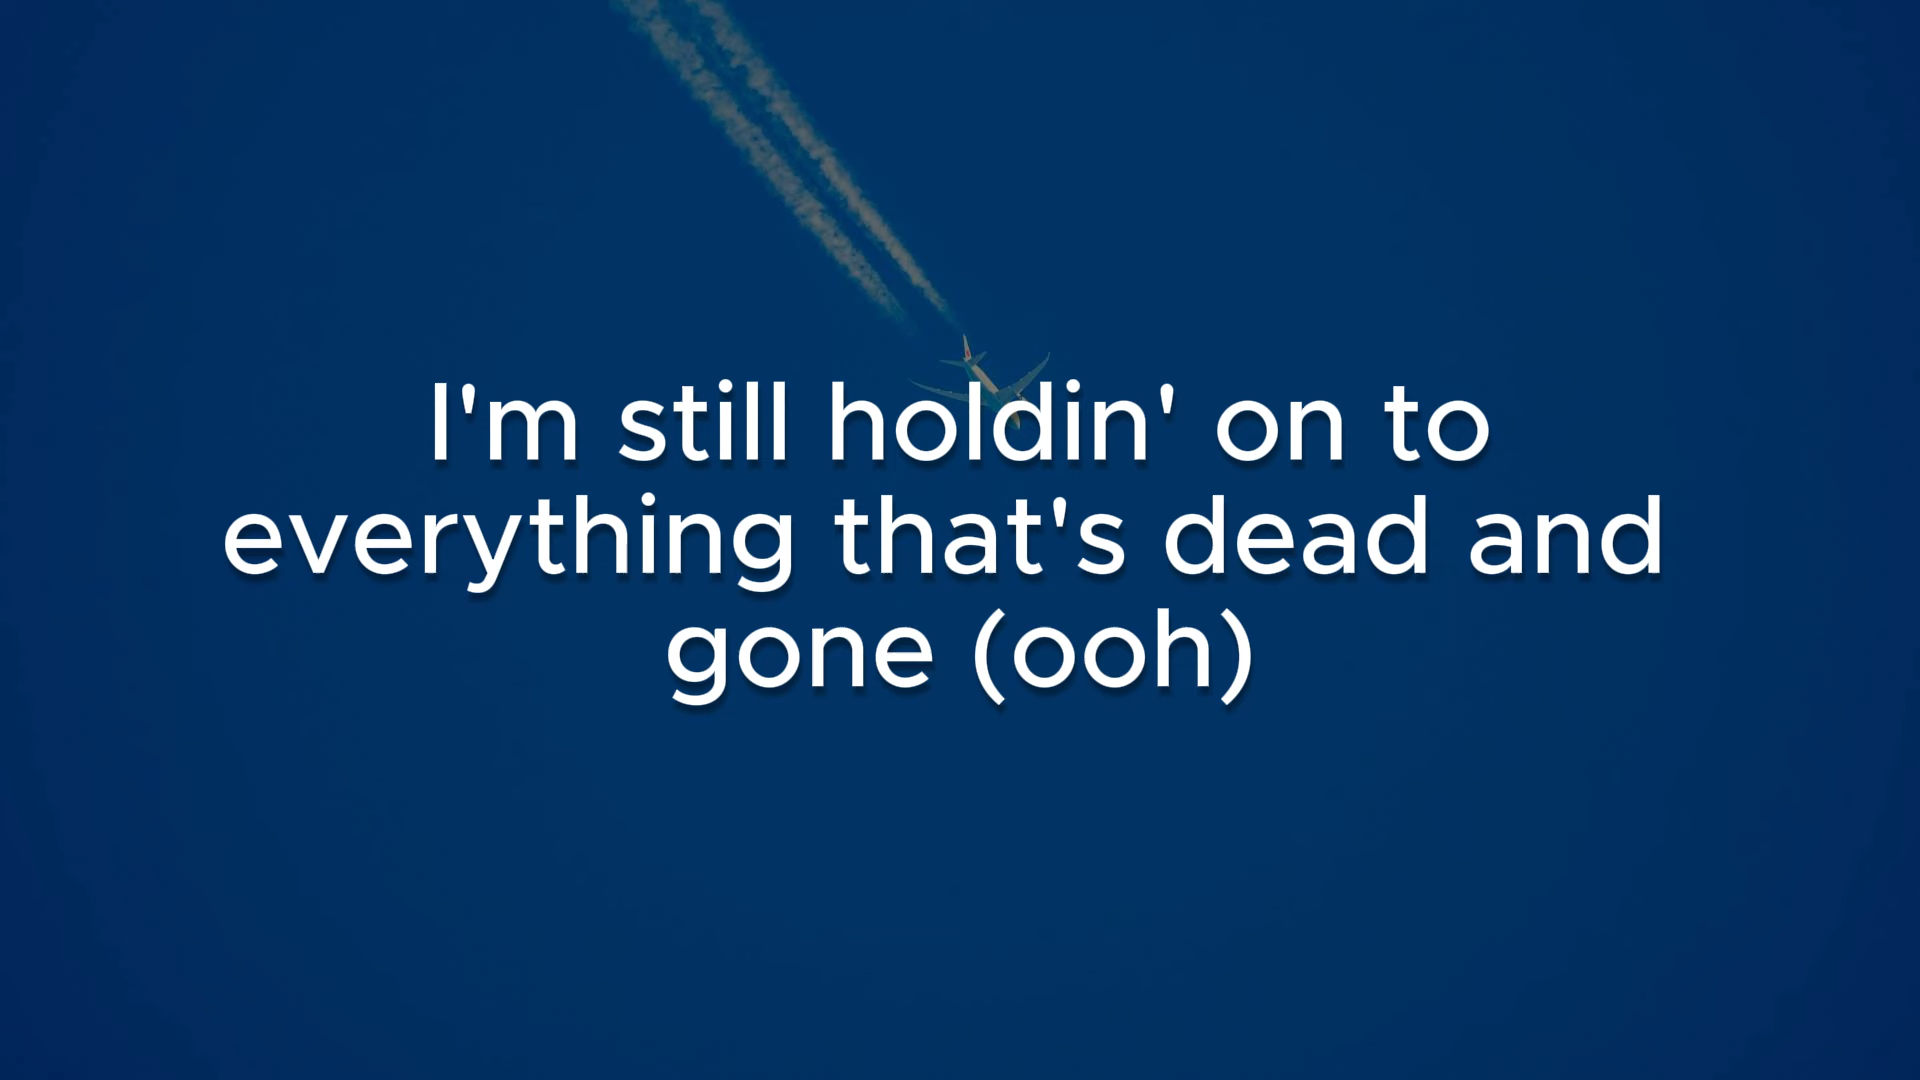 I'm still holdin' on to
everything that's dead and
gone (ooh)